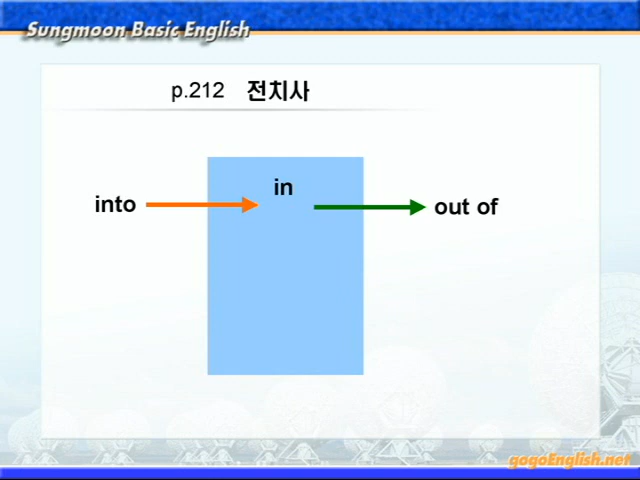 Sungmoon Basic English
p.212 전치사
in
into
out of
gogoEnglish.net